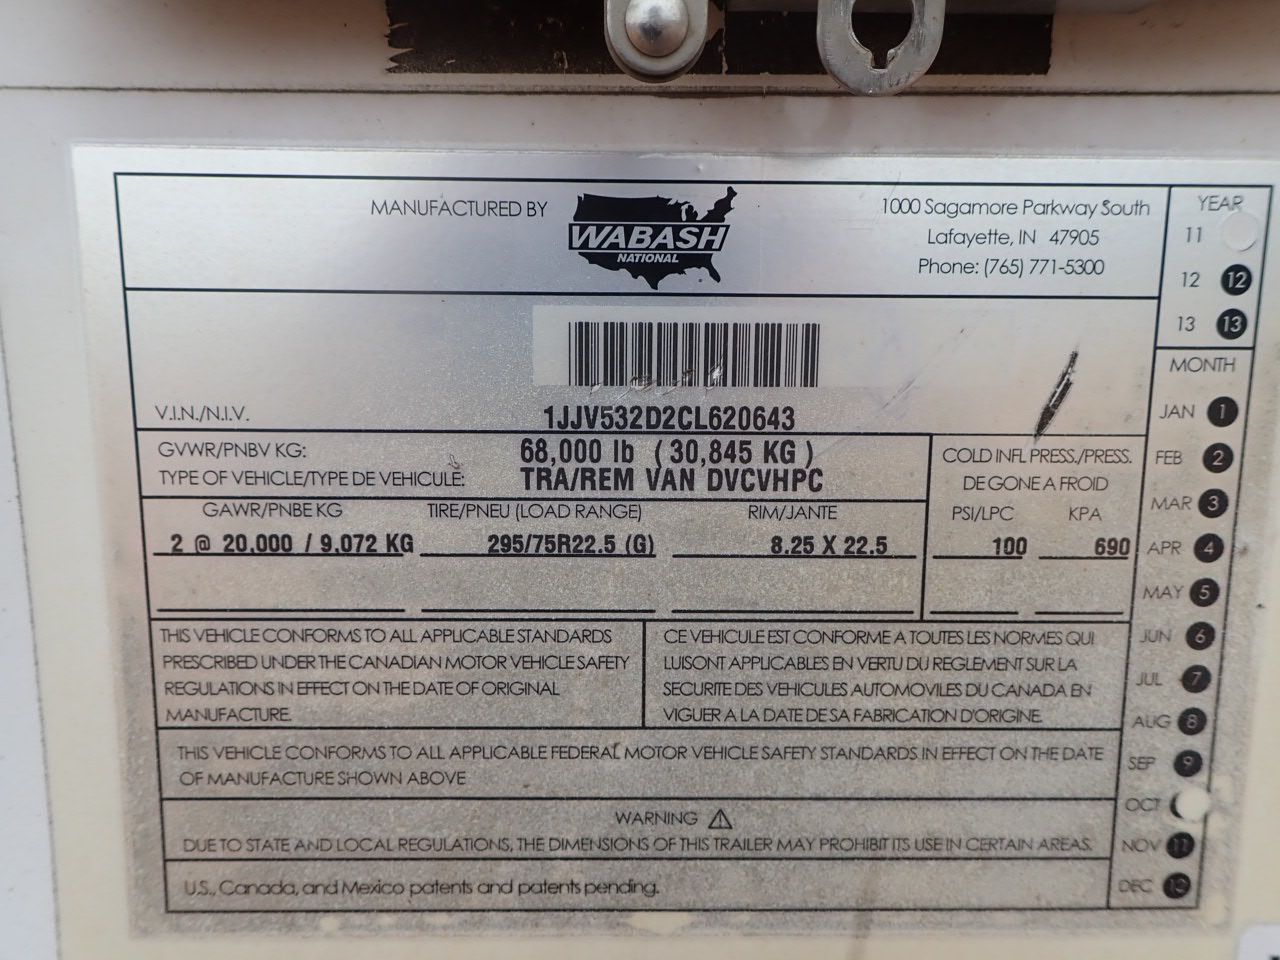 MANUFACTURED BY
WABASH
NATIONAL
1000 Sagamore Parkway South
Lafayette, IN 47905
Phone: (765) 771-5300
YEAR
11
12 12
13 13
V.I.N./N.I.V. 1JJV532D2CL620643
GVWR/PNBV KG: 68,000 lb ( 30,845 KG )
TYPE OF VEHICLE/TYPE DE VEHICULE: TRA/REM VAN DVCVHPC
COLD INFL PRESS./PRESS.
DE GONE A FROID
GAWR/PNBE KG TIRE/PNEU (LOAD RANGE) RIM/JANTE PSI/LPC KPA
2 @ 20,000 / 9,072 KG 295/75R22.5 (G) 8.25 X 22.5 100 690
THIS VEHICLE CONFORMS TO ALL APPLICABLE STANDARDS
PRESCRIBED UNDER THE CANADIAN MOTOR VEHICLE SAFETY
REGULATIONS IN EFFECT ON THE DATE OF ORIGINAL
MANUFACTURE.
CE VEHICULE EST CONFORME A TOUTES LES NORMES QUI
LUI SONT APPLICABLES EN VERTU DU REGLEMENT SUR LA
SECURITE DES VEHICULES AUTOMOVILES DU CANADA EN
VIGUER A LA DATE DE SA FABRICATION D'ORIGINE.
THIS VEHICLE CONFORMS TO ALL APPLICABLE FEDERAL MOTOR VEHICLE SAFETY STANDARDS IN EFFECT ON THE DATE
OF MANUFACTURE SHOWN ABOVE
WARNING
DUE TO STATE AND LOCAL REGULATIONS, THE DIMENSIONS OF THIS TRAILER MAY PROHIBIT ITS USE IN CERTAIN AREAS.
U.S., Canada, and Mexico patents and patents pending.
MONTH
JAN 1
FEB 2
MAR 3
APR 4
MAY 5
JUN 6
JUL 7
AUG 8
SEP 9
OCT
NOV 11
DEC 12